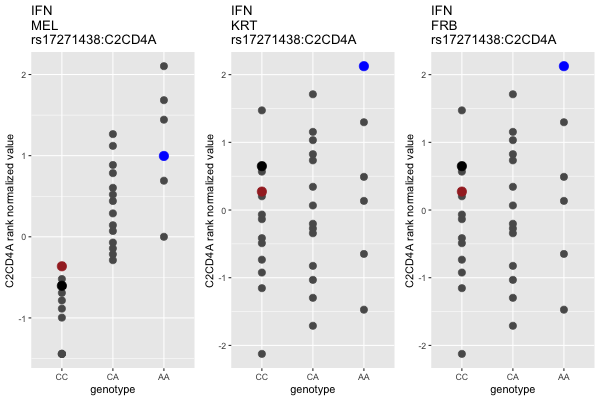 IFN
MEL
rs17271438:C2CD4A
C2CD4A rank normalized value
2
1
0
-1
CC
CA
AA
genotype
IFN
KRT
rs17271438:C2CD4A
C2CD4A rank normalized value
2
1
0
-1
-2
CC
CA
AA
genotype
IFN
FRB
rs17271438:C2CD4A
C2CD4A rank normalized value
2
1
0
-1
-2
CC
CA
AA
genotype